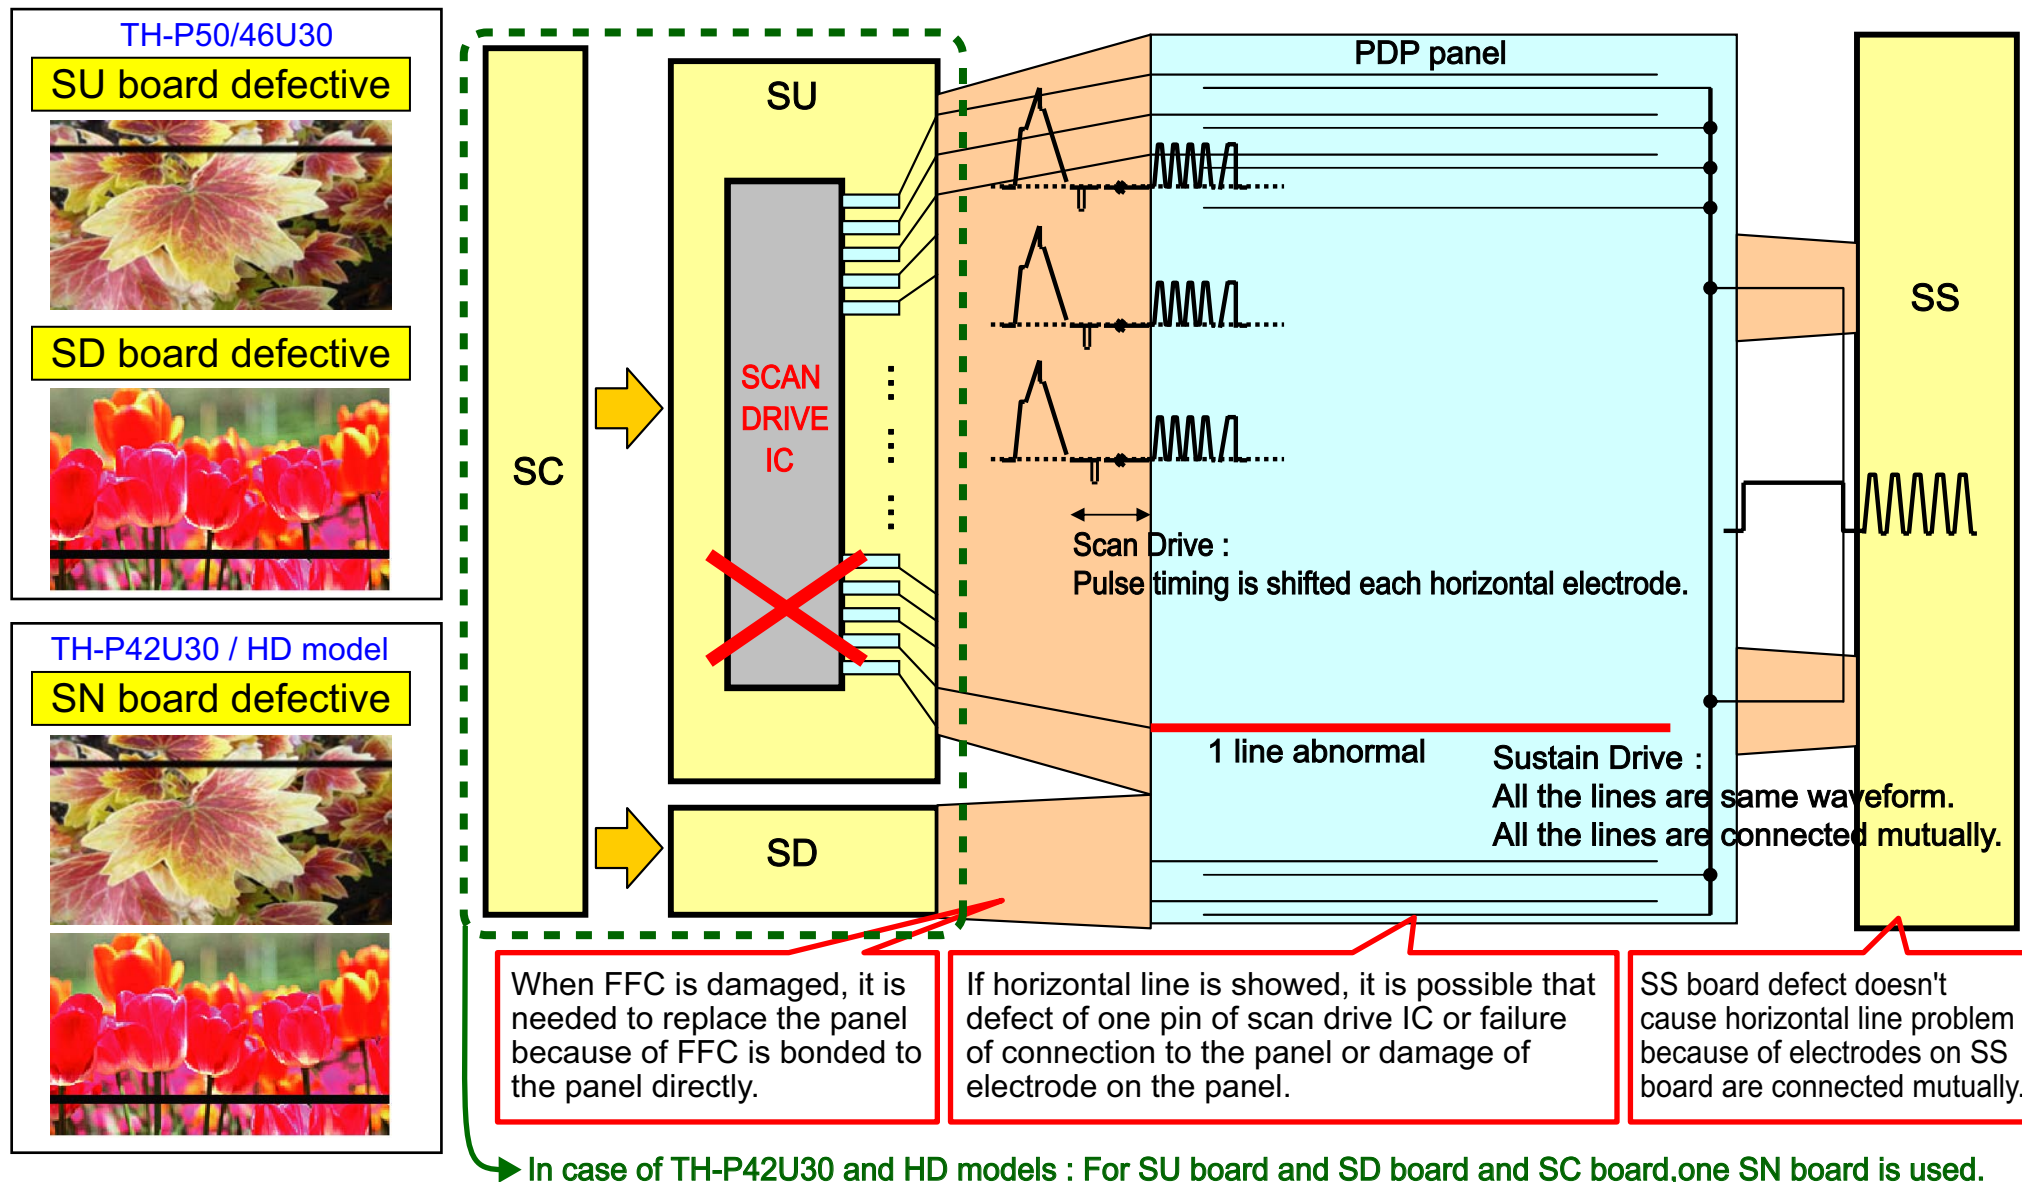 TH-P50/46U30
SU board defective
SD board defective
TH-P42U30 / HD model
SN board defective
SC
SU
SCAN
DRIVE
IC
SD
PDP panel
SS
Scan Drive :
Pulse timing is shifted each horizontal electrode.
1 line abnormal
Sustain Drive :
All the lines are same waveform.
All the lines are connected mutually.
When FFC is damaged, it is
needed to replace the panel
because of FFC is bonded to
the panel directly.
If horizontal line is showed, it is possible that
defect of one pin of scan drive IC or failure
of connection to the panel or damage of
electrode on the panel.
SS board defect doesn't
cause horizontal line problem
because of electrodes on SS
board are connected mutually.
In case of TH-P42U30 and HD models : For SU board and SD board and SC board,one SN board is used.